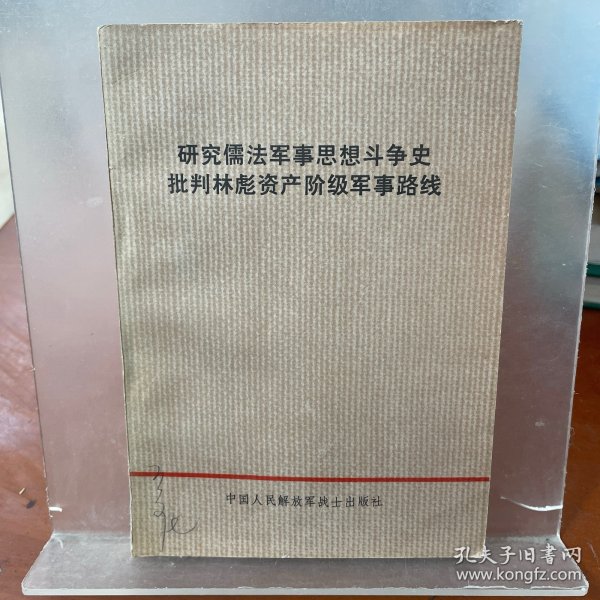 研究儒法军事思想斗争史
批判林彪资产阶级军事路线
中国人民解放军战士出版社
孔夫子旧书网
www.kongfz.com